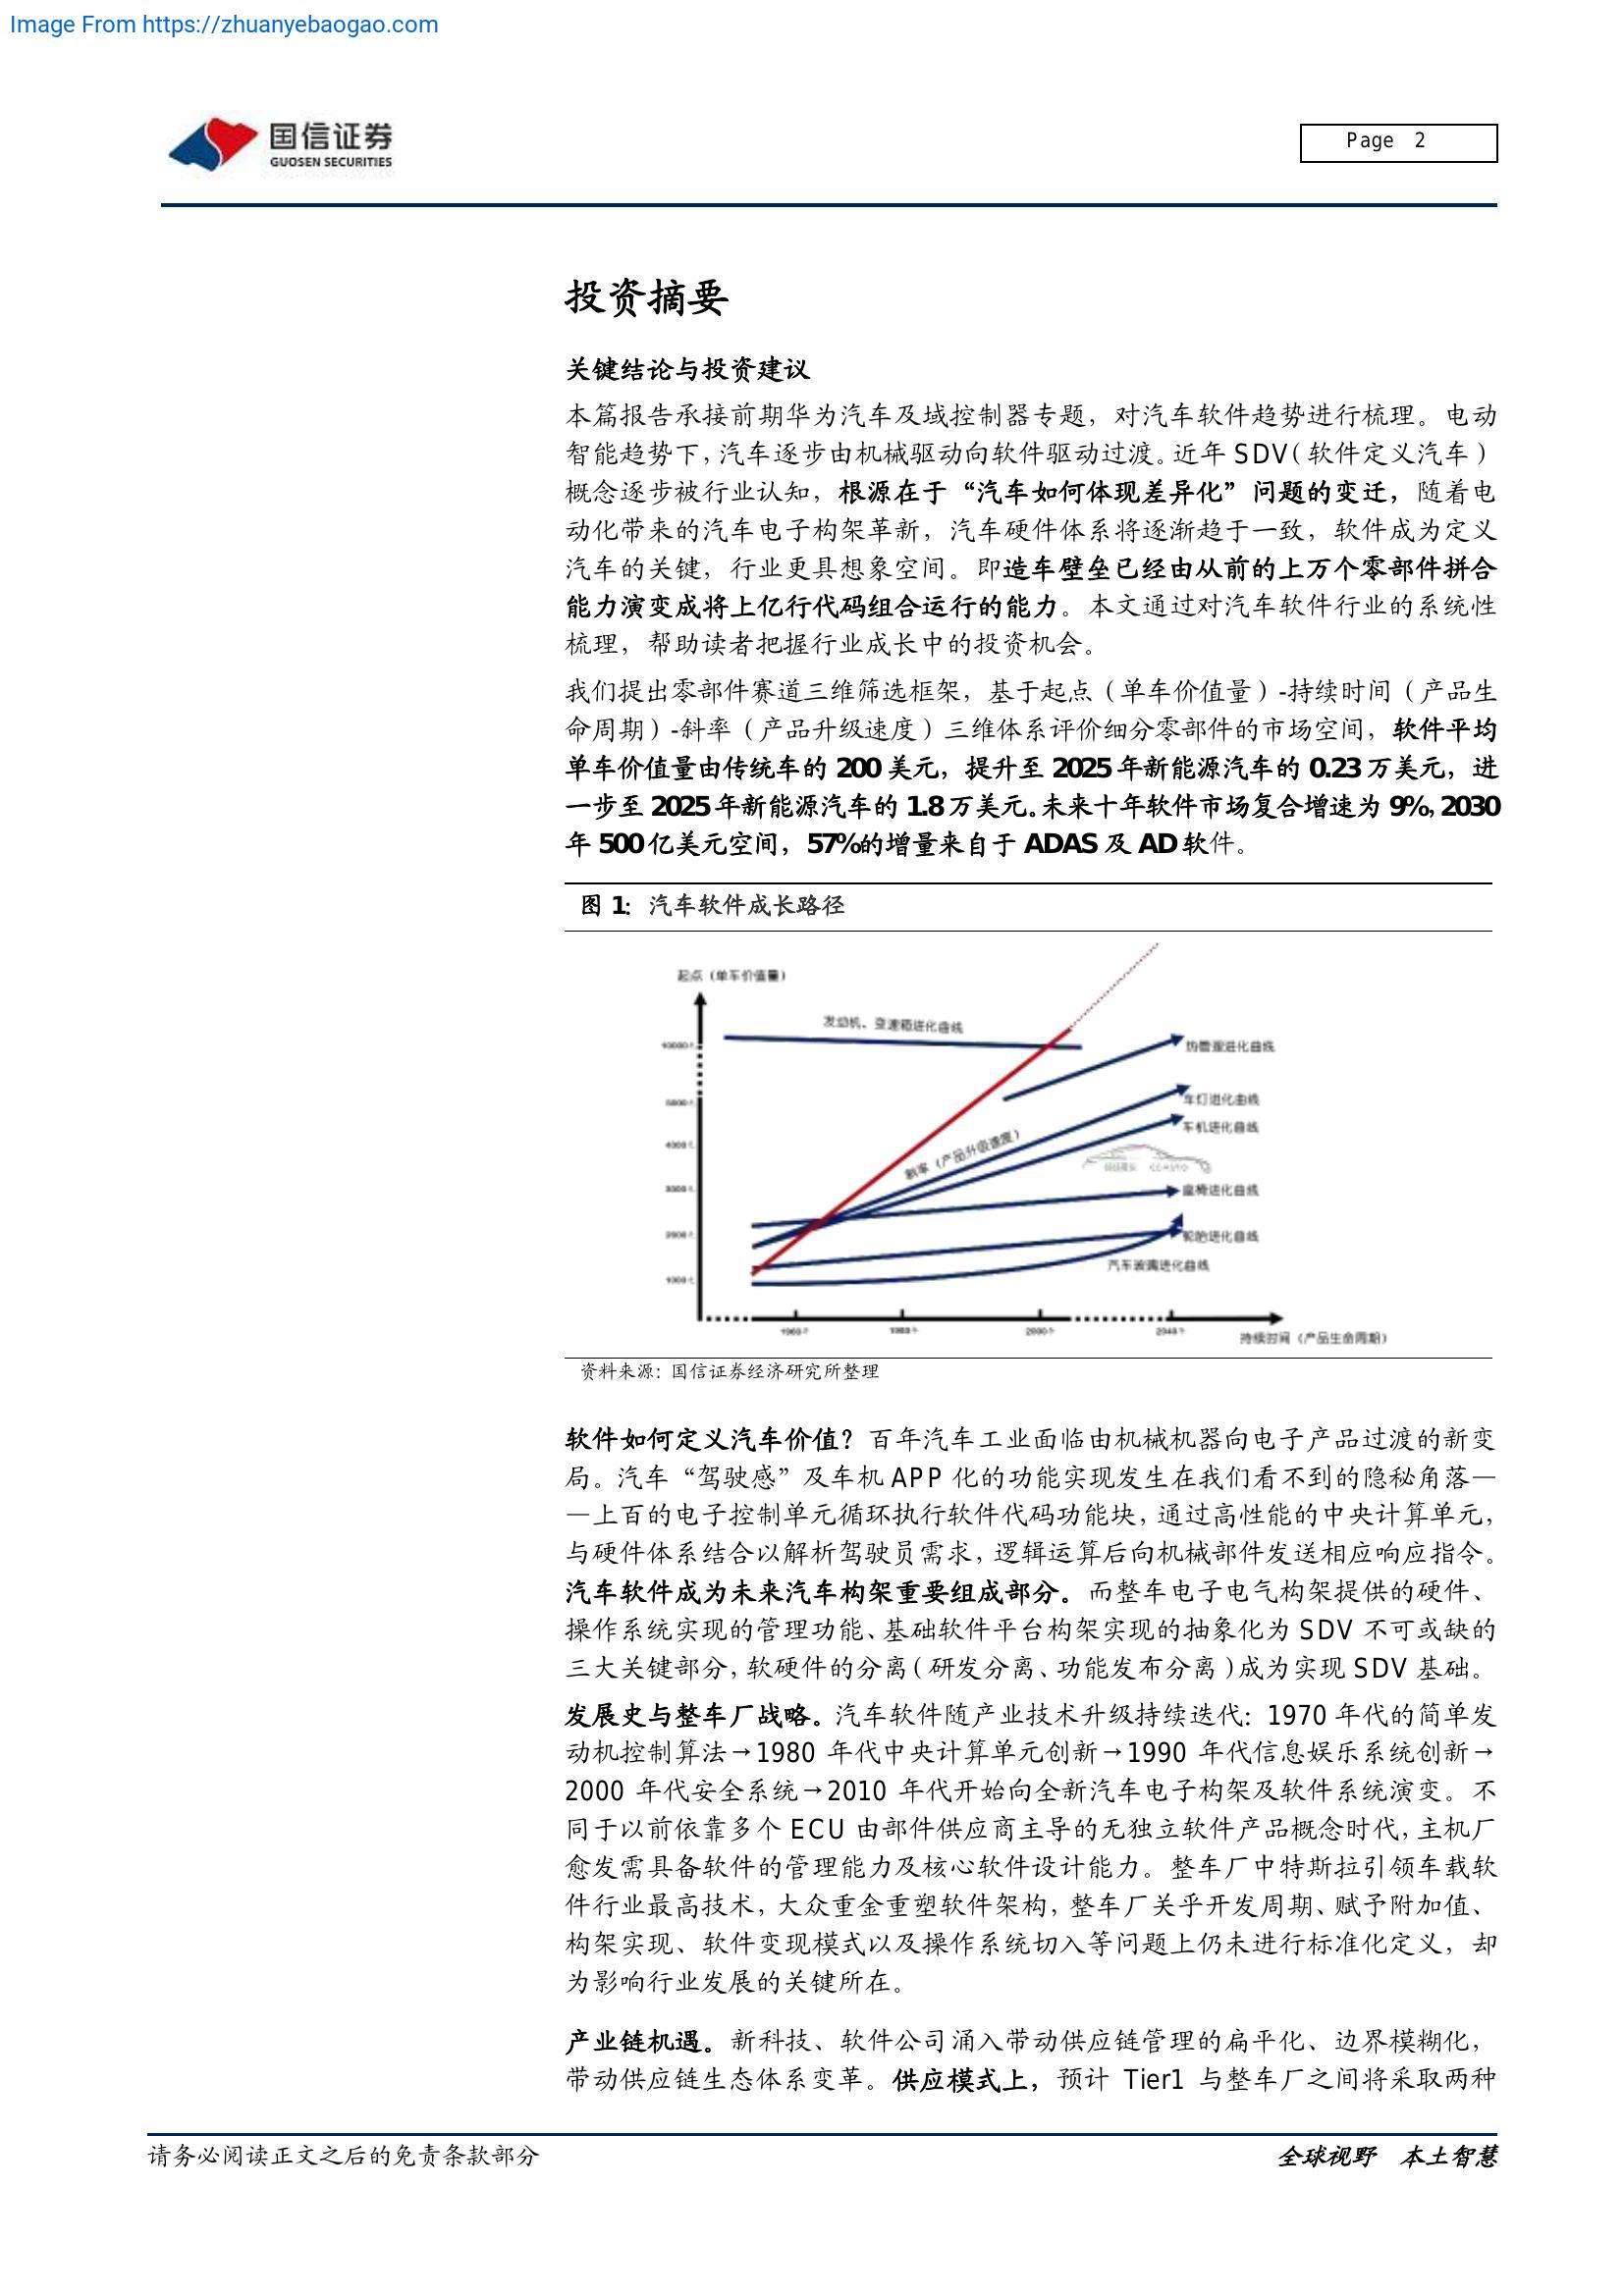 Image From https://zhuanyebaogao.com
国信证券
GUOSEN SECURITIES
Page 2
投资摘要
关键结论与投资建议
本篇报告承接前期华为汽车及域控制器专题，对汽车软件趋势进行梳理。电动
智能趋势下，汽车逐步由机械驱动向软件驱动过渡。近年 SDV（软件定义汽车）
概念逐步被行业认知，根源在于“汽车如何体现差异化”问题的变迁，随着电
动化带来的汽车电子构架革新，汽车硬件体系将逐渐趋于一致，软件成为定义
汽车的关键，行业更具想象空间。即造车壁垒已经由从前的上万个零部件拼合
能力演变成将上亿行代码组合运行的能力。本文通过对汽车软件行业的系统性
梳理，帮助读者把握行业成长中的投资机会。
我们提出零部件赛道三维筛选框架，基于起点（单车价值量）-持续时间（产品生
命周期）-斜率（产品升级速度）三维体系评价细分零部件的市场空间，软件平均
单车价值量由传统车的 200 美元，提升至 2025 年新能源汽车的 0.23 万美元，进
一步至 2025 年新能源汽车的 1.8 万美元。未来十年软件市场复合增速为 9%，2030
年 500 亿美元空间，57%的增量来自于 ADAS 及 AD 软件。
图 1：汽车软件成长路径
起点（单车价值量）
发动机、变速箱进化曲线
热管理进化曲线
车灯进化曲线
车机进化曲线
斜率（产品升级速度）
座椅进化曲线
轮胎进化曲线
汽车玻璃进化曲线
持续时间（产品生命周期）
资料来源：国信证券经济研究所整理
软件如何定义汽车价值？百年汽车工业面临由机械机器向电子产品过渡的新变
局。汽车“驾驶感”及车机 APP 化的功能实现发生在我们看不到的隐秘角落—
—上百的电子控制单元循环执行软件代码功能块，通过高性能的中央计算单元，
与硬件体系结合以解析驾驶员需求，逻辑运算后向机械部件发送相应响应指令。
汽车软件成为未来汽车构架重要组成部分。而整车电子电气构架提供的硬件、
操作系统实现的管理功能、基础软件平台构架实现的抽象化为 SDV 不可或缺的
三大关键部分，软硬件的分离（研发分离、功能发布分离）成为实现 SDV 基础。
发展史与整车厂战略。汽车软件随产业技术升级持续迭代：1970 年代的简单发
动机控制算法→1980 年代中央计算单元创新→1990 年代信息娱乐系统创新→
2000 年代安全系统→2010 年代开始向全新汽车电子构架及软件系统演变。不
同于以前依靠多个 ECU 由部件供应商主导的无独立软件产品概念时代，主机厂
愈发需具备软件的管理能力及核心软件设计能力。整车厂中特斯拉引领车载软
件行业最高技术，大众重金重塑软件架构，整车厂关乎开发周期、赋予附加值、
构架实现、软件变现模式以及操作系统切入等问题上仍未进行标准化定义，却
为影响行业发展的关键所在。
产业链机遇。新科技、软件公司涌入带动供应链管理的扁平化、边界模糊化，
带动供应链生态体系变革。供应模式上，预计 Tier1 与整车厂之间将采取两种
请务必阅读正文之后的免责条款部分
全球视野 本土智慧